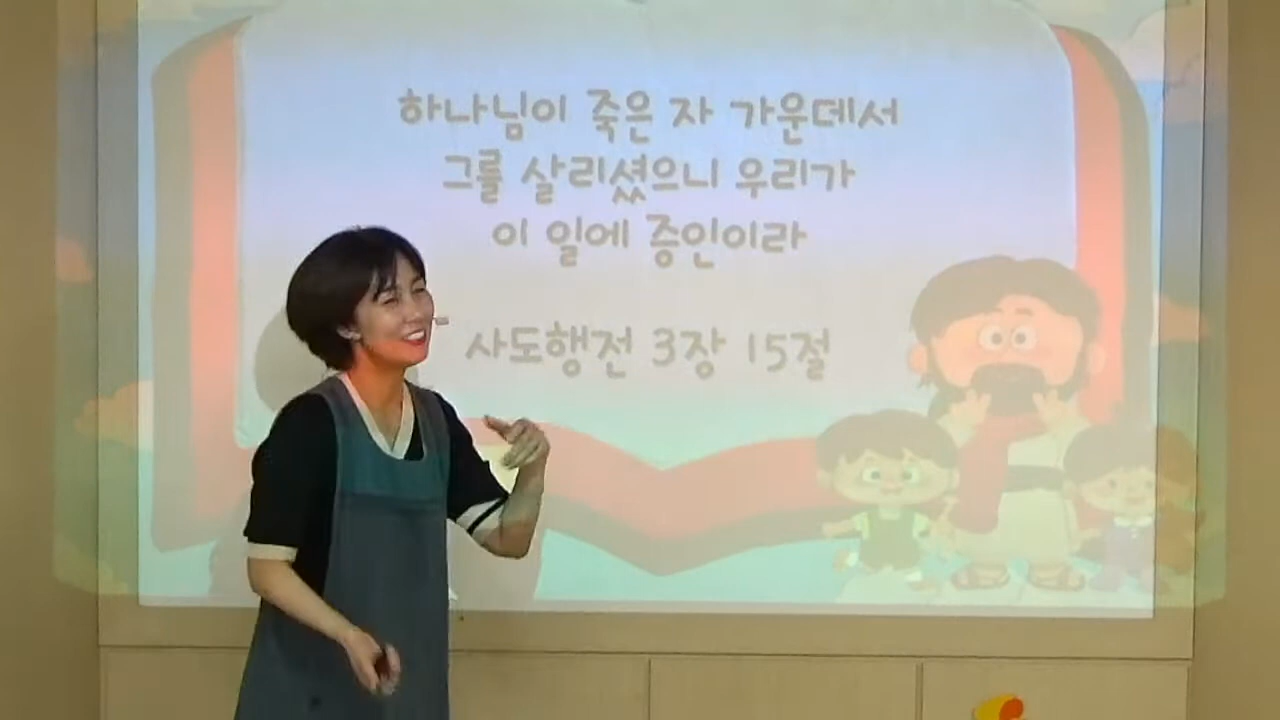 하나님이 죽은 자 가운데서
그를 살리셨으니 우리가
이 일에 증인이라
사도행전 3장 15절